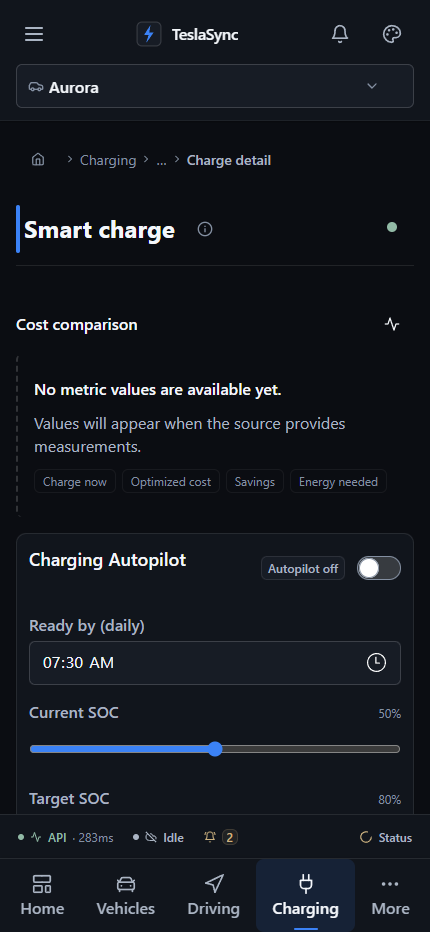 TeslaSync
Aurora
Charging
...
Charge detail
Smart charge
Cost comparison
No metric values are available yet.
Values will appear when the source provides
measurements.
Charge now
Optimized cost
Savings
Energy needed
Charging Autopilot
Autopilot off
Ready by (daily)
07:30 AM
Current SOC
50%
Target SOC
80%
API · 283ms
Idle
2
Status
Home
Vehicles
Driving
Charging
More